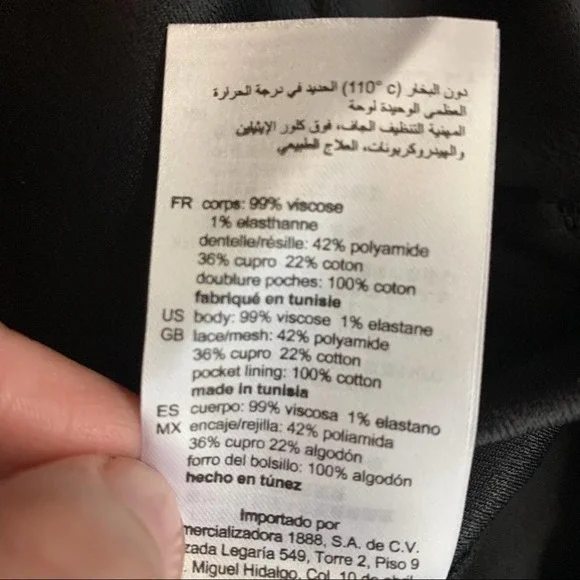 دون البخار (110° c) الحديد في درجة الحرارة
العظمى الوحيدة لوحة
المهنية التنظيف الجاف، فوق كلور الإيثيلين
والهيدروكربونات، العلاج الطبيعي
FR corps: 99% viscose
1% elasthanne
dentelle/résille: 42% polyamide
36% cupro 22% coton
doublure poches: 100% coton
fabriqué en tunisie
US body: 99% viscose 1% elastane
GB lace/mesh: 42% polyamide
36% cupro 22% cotton
pocket lining: 100% cotton
made in tunisia
ES cuerpo: 99% viscosa 1% elastano
MX encaje/rejilla: 42% poliamida
36% cupro 22% algodón
forro del bolsillo: 100% algodón
hecho en túnez
Importado por
mercializadora 1888, S.A. de C.V.
zada Legaría 549, Torre 2, Piso 9
. Miguel Hidalgo, Col. 10 de